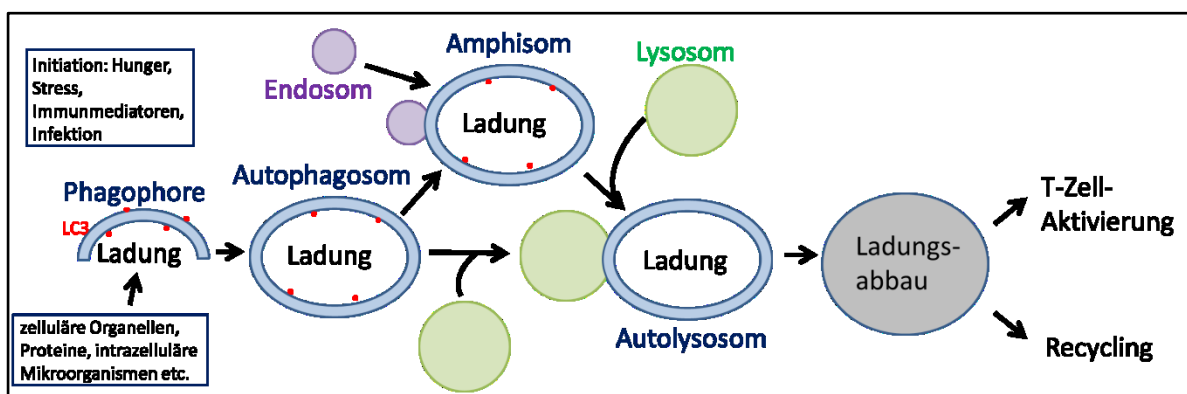 Initiation: Hunger,
Stress,
Immunmediatoren,
Infektion
Endosom
Amphisom
Ladung
Lysosom
Phagophore
LC3
Ladung
Autophagosom
Ladung
Ladung
Autolysosom
Ladungs-
abbau
T-Zell-
Aktivierung
Recycling
zelluläre Organellen,
Proteine, intrazelluläre
Mikroorganismen etc.